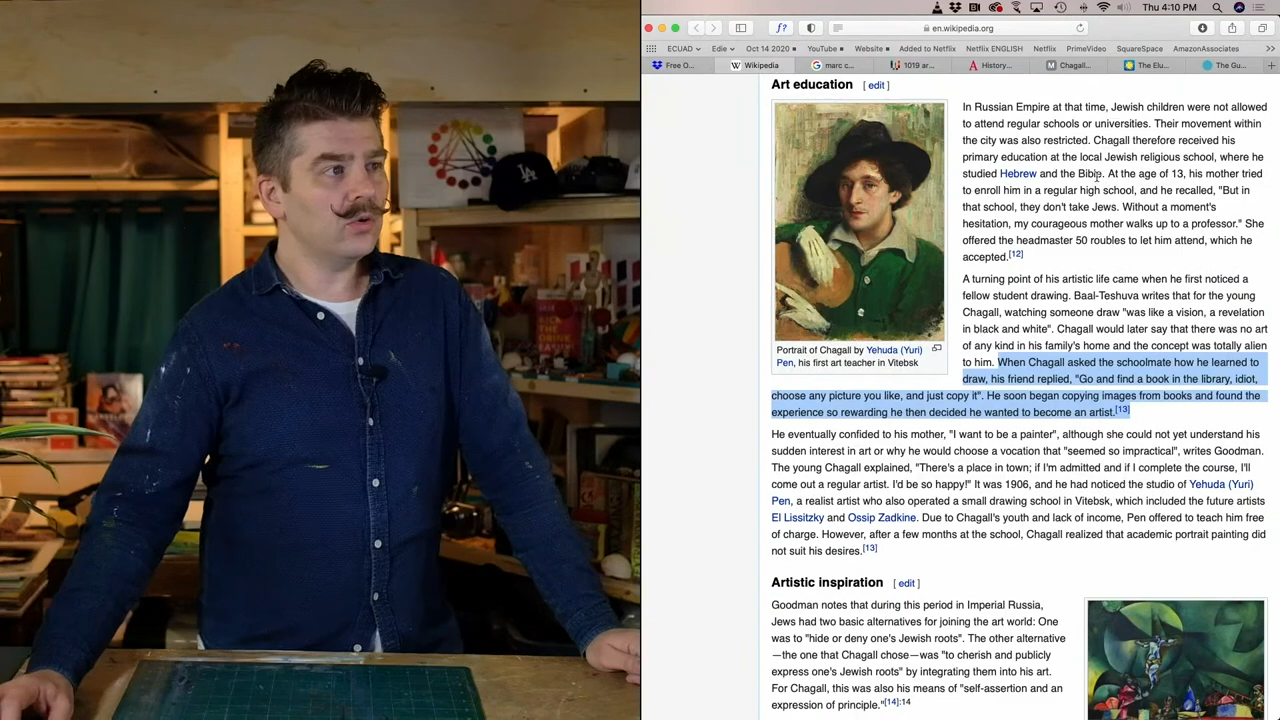 Thu 4:10 PM
en.wikipedia.org
ECUAD Edie Oct 14 2020 YouTube Website Added to Netflix Netflix ENGLISH Netflix PrimeVideo SquareSpace AmazonAssociates
Free O... Wikipedia marc c... 1019 ar... History... Chagall... The Elu... The Gu...
Art education [ edit ]
In Russian Empire at that time, Jewish children were not allowed
to attend regular schools or universities. Their movement within
the city was also restricted. Chagall therefore received his
primary education at the local Jewish religious school, where he
studied Hebrew and the Bible. At the age of 13, his mother tried
to enroll him in a regular high school, and he recalled, "But in
that school, they don't take Jews. Without a moment's
hesitation, my courageous mother walks up to a professor." She
offered the headmaster 50 roubles to let him attend, which he
accepted.[12]
A turning point of his artistic life came when he first noticed a
fellow student drawing. Baal-Teshuva writes that for the young
Chagall, watching someone draw "was like a vision, a revelation
in black and white". Chagall would later say that there was no art
of any kind in his family's home and the concept was totally alien
to him. When Chagall asked the schoolmate how he learned to
draw, his friend replied, "Go and find a book in the library, idiot,
choose any picture you like, and just copy it". He soon began copying images from books and found the
experience so rewarding he then decided he wanted to become an artist.[13]
Portrait of Chagall by Yehuda (Yuri)
Pen, his first art teacher in Vitebsk
He eventually confided to his mother, "I want to be a painter", although she could not yet understand his
sudden interest in art or why he would choose a vocation that "seemed so impractical", writes Goodman.
The young Chagall explained, "There's a place in town; if I'm admitted and if I complete the course, I'll
come out a regular artist. I'd be so happy!" It was 1906, and he had noticed the studio of Yehuda (Yuri)
Pen, a realist artist who also operated a small drawing school in Vitebsk, which included the future artists
El Lissitzky and Ossip Zadkine. Due to Chagall's youth and lack of income, Pen offered to teach him free
of charge. However, after a few months at the school, Chagall realized that academic portrait painting did
not suit his desires.[13]
Artistic inspiration [ edit ]
Goodman notes that during this period in Imperial Russia,
Jews had two basic alternatives for joining the art world: One
was to "hide or deny one's Jewish roots". The other alternative
—the one that Chagall chose—was "to cherish and publicly
express one's Jewish roots" by integrating them into his art.
For Chagall, this was also his means of "self-assertion and an
expression of principle."[14]:14